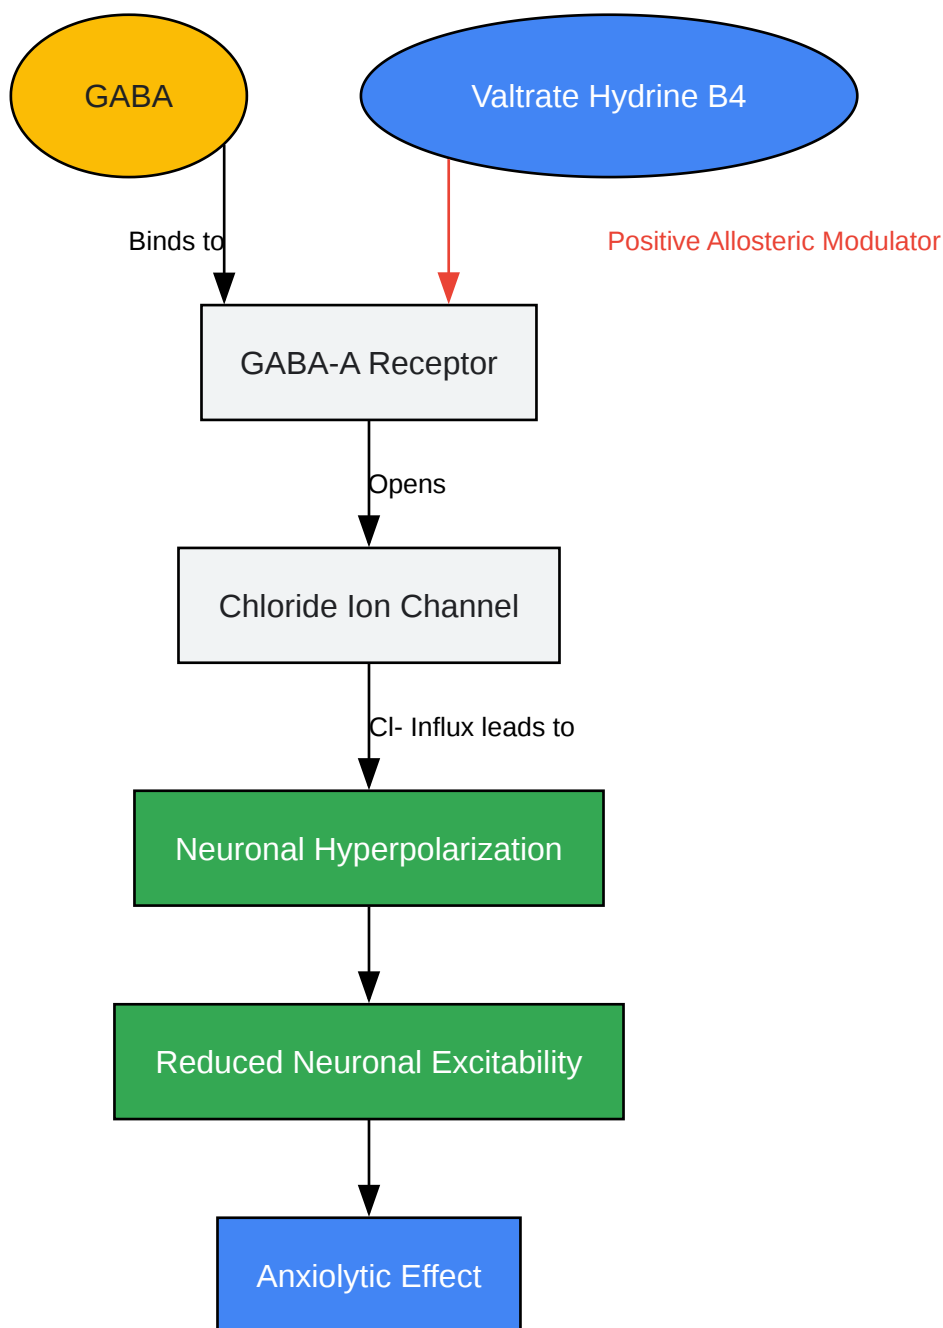 GABA
Valtrate Hydrine B4
Binds to
Positive Allosteric Modulator
GABA-A Receptor
Opens
Chloride Ion Channel
Cl- Influx leads to
Neuronal Hyperpolarization
Reduced Neuronal Excitability
Anxiolytic Effect